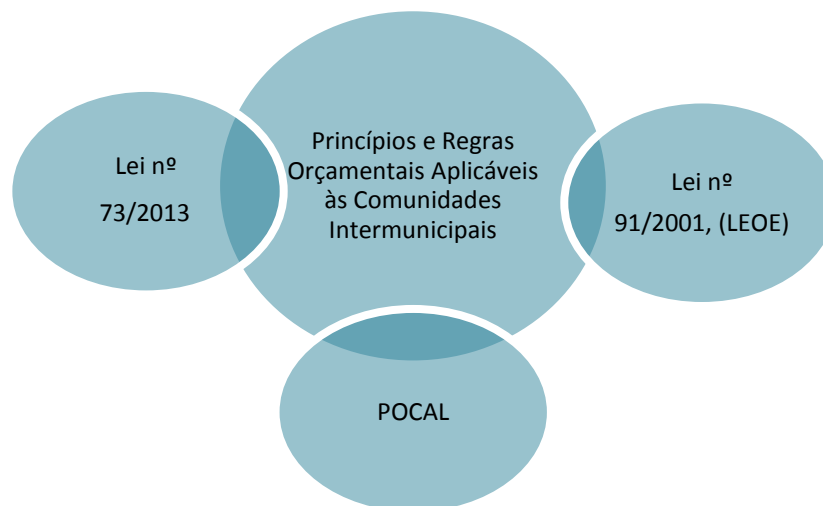 Princípios e Regras
Orçamentais Aplicáveis
às Comunidades
Intermunicipais
Lei nº
73/2013
Lei nº
91/2001, (LEOE)
POCAL